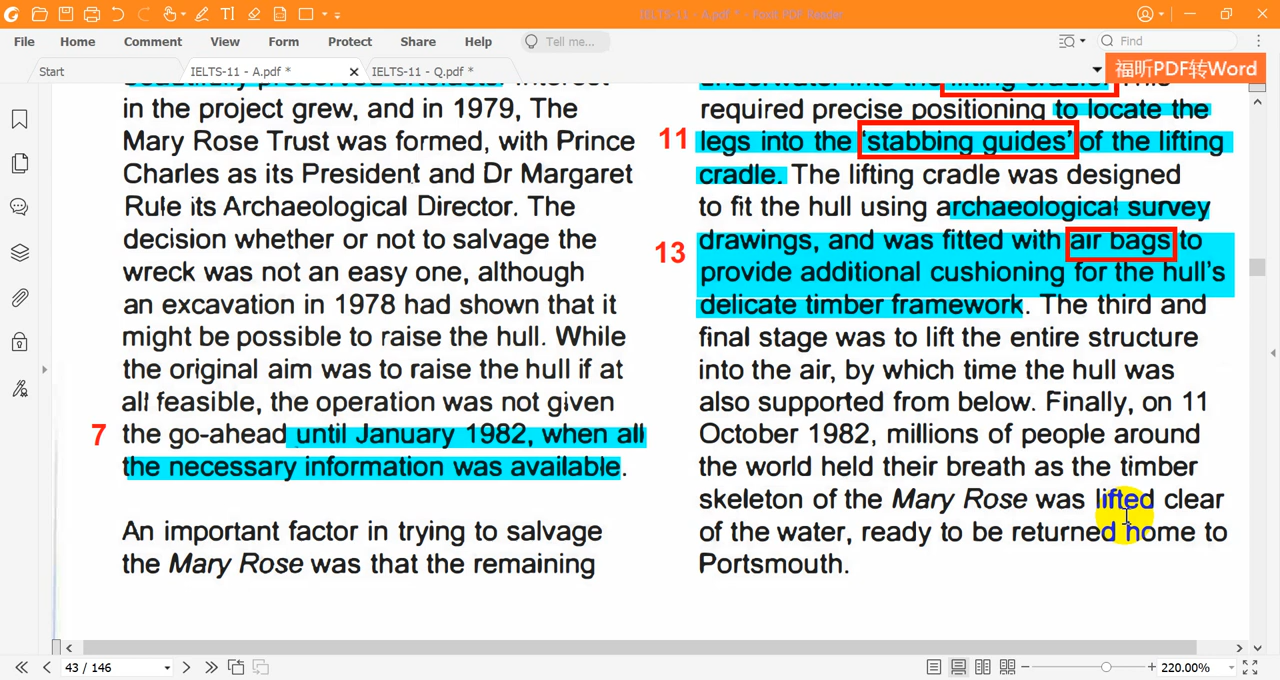 IELTS-11 - A.pdf * - Foxit PDF Reader
File Home Comment View Form Protect Share Help Tell me... Find
Start IELTS-11 - A.pdf * IELTS-11 - Q.pdf * 福昕PDF转Word
beautifully preserved artefacts. Interest
in the project grew, and in 1979, The
Mary Rose Trust was formed, with Prince
Charles as its President and Dr Margaret
Rule its Archaeological Director. The
decision whether or not to salvage the
wreck was not an easy one, although
an excavation in 1978 had shown that it
might be possible to raise the hull. While
the original aim was to raise the hull if at
all feasible, the operation was not given
7 the go-ahead until January 1982, when all
the necessary information was available.
An important factor in trying to salvage
the Mary Rose was that the remaining
underwater into the lifting cradle. This
required precise positioning to locate the
11 legs into the ‘stabbing guides’ of the lifting
cradle. The lifting cradle was designed
to fit the hull using archaeological survey
13 drawings, and was fitted with air bags to
provide additional cushioning for the hull's
delicate timber framework. The third and
final stage was to lift the entire structure
into the air, by which time the hull was
also supported from below. Finally, on 11
October 1982, millions of people around
the world held their breath as the timber
skeleton of the Mary Rose was lifted clear
of the water, ready to be returned home to
Portsmouth.
43 / 146 220.00%